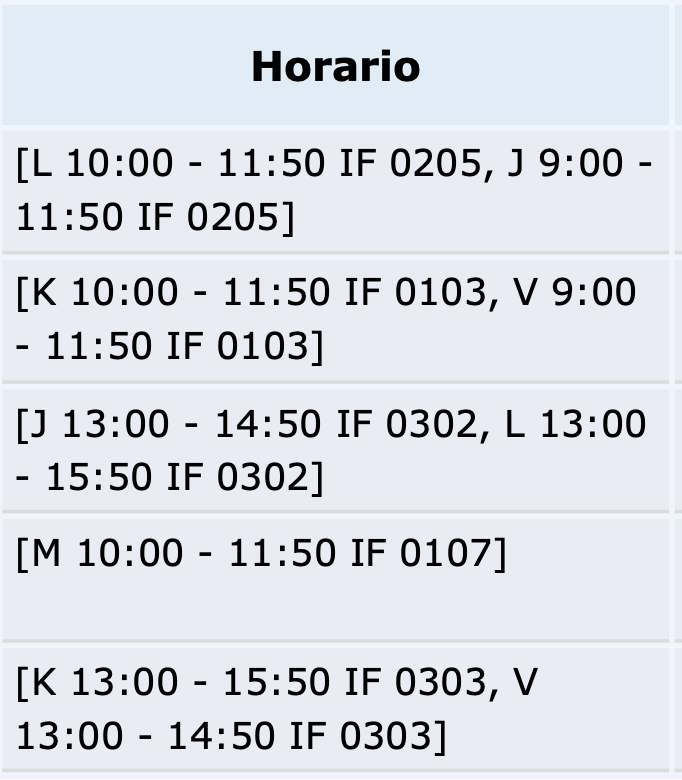 Horario
[L 10:00 - 11:50 IF 0205, J 9:00 -
11:50 IF 0205]
[K 10:00 - 11:50 IF 0103, V 9:00
- 11:50 IF 0103]
[J 13:00 - 14:50 IF 0302, L 13:00
- 15:50 IF 0302]
[M 10:00 - 11:50 IF 0107]
[K 13:00 - 15:50 IF 0303, V
13:00 - 14:50 IF 0303]